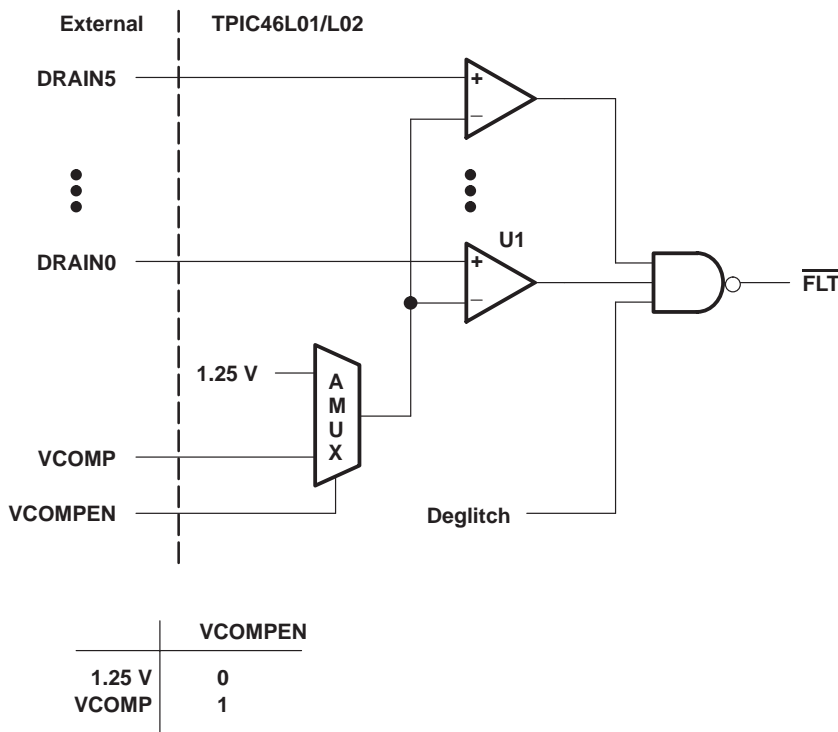 External TPIC46L01/L02
DRAIN5
+
−
U1
DRAIN0
+
−
FLT
1.25 V
A
M
U
X
VCOMP
VCOMPEN
Deglitch
VCOMPEN
1.25 V 0
VCOMP 1